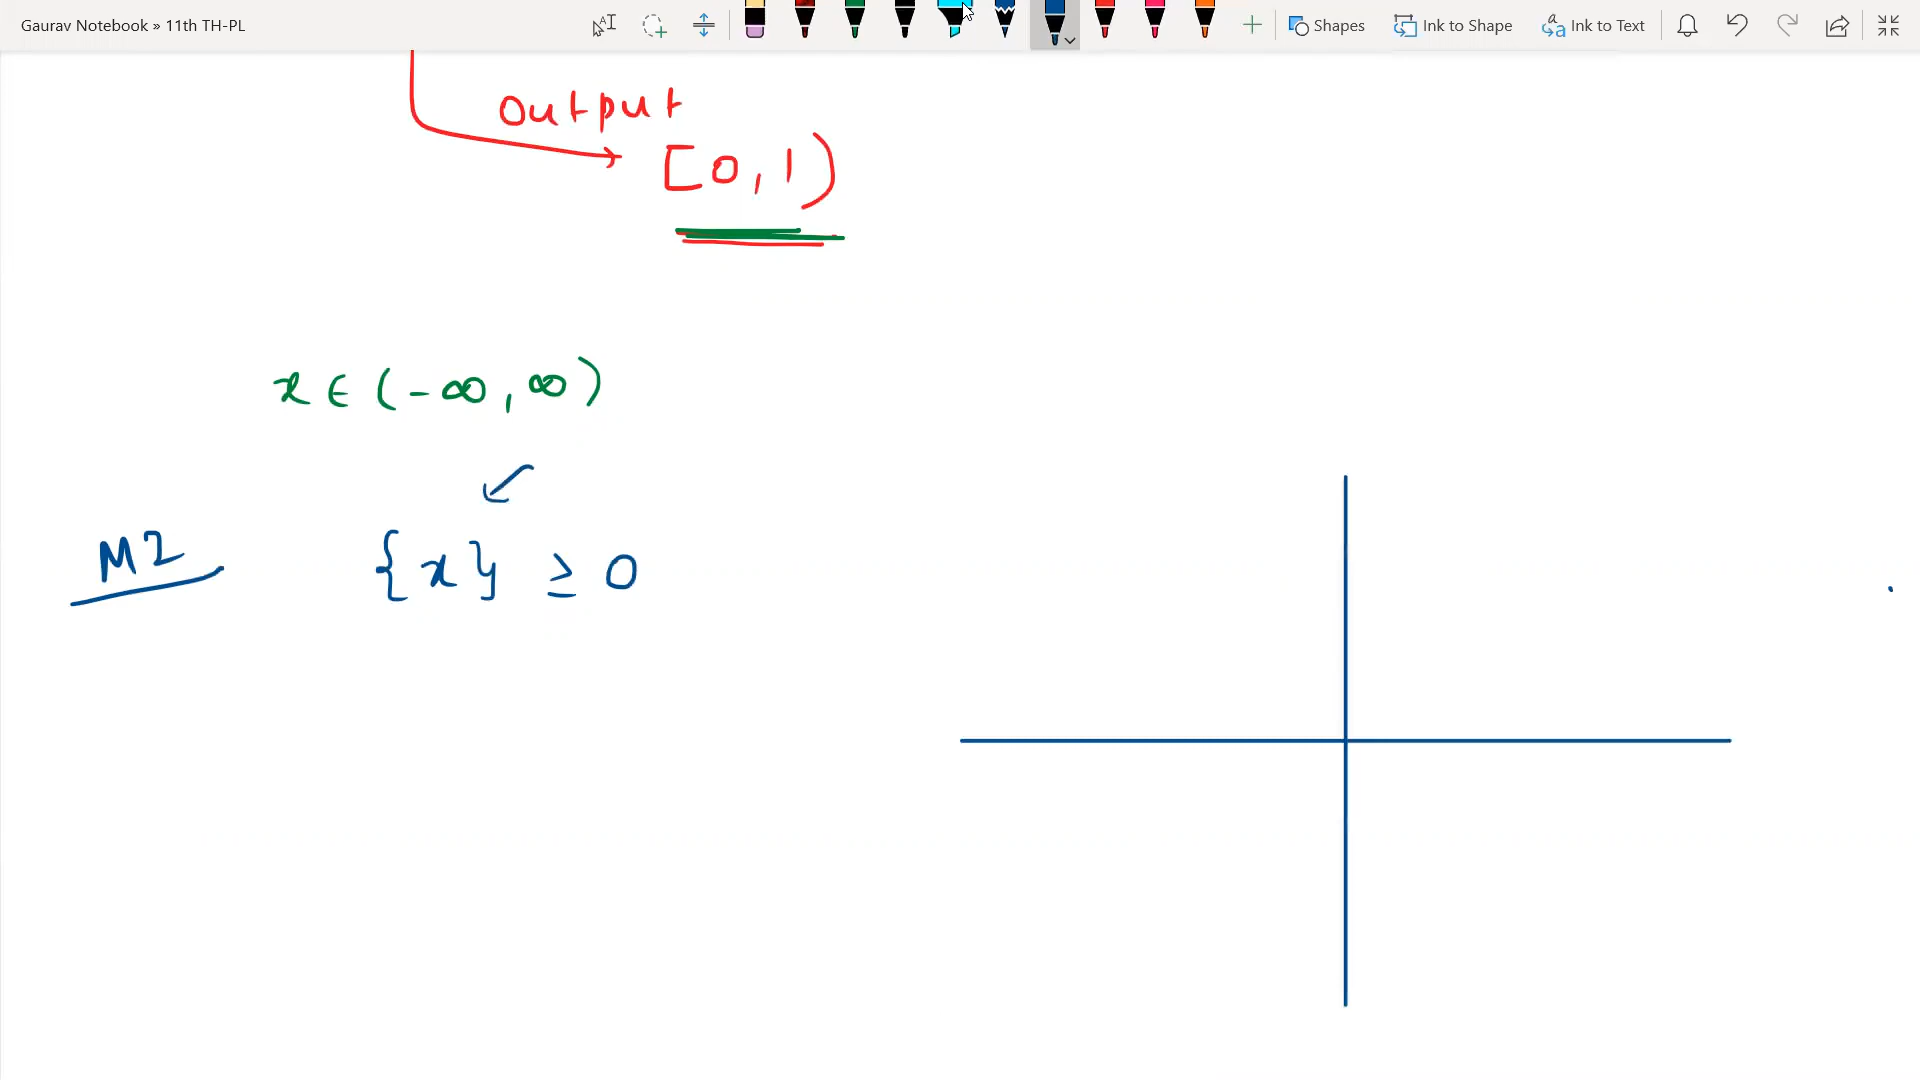 Gaurav Notebook » 11th TH-PL
Shapes
Ink to Shape
Ink to Text
Output
[0, 1)
x ∈ (-∞, ∞)
M2
{x} ≥ 0